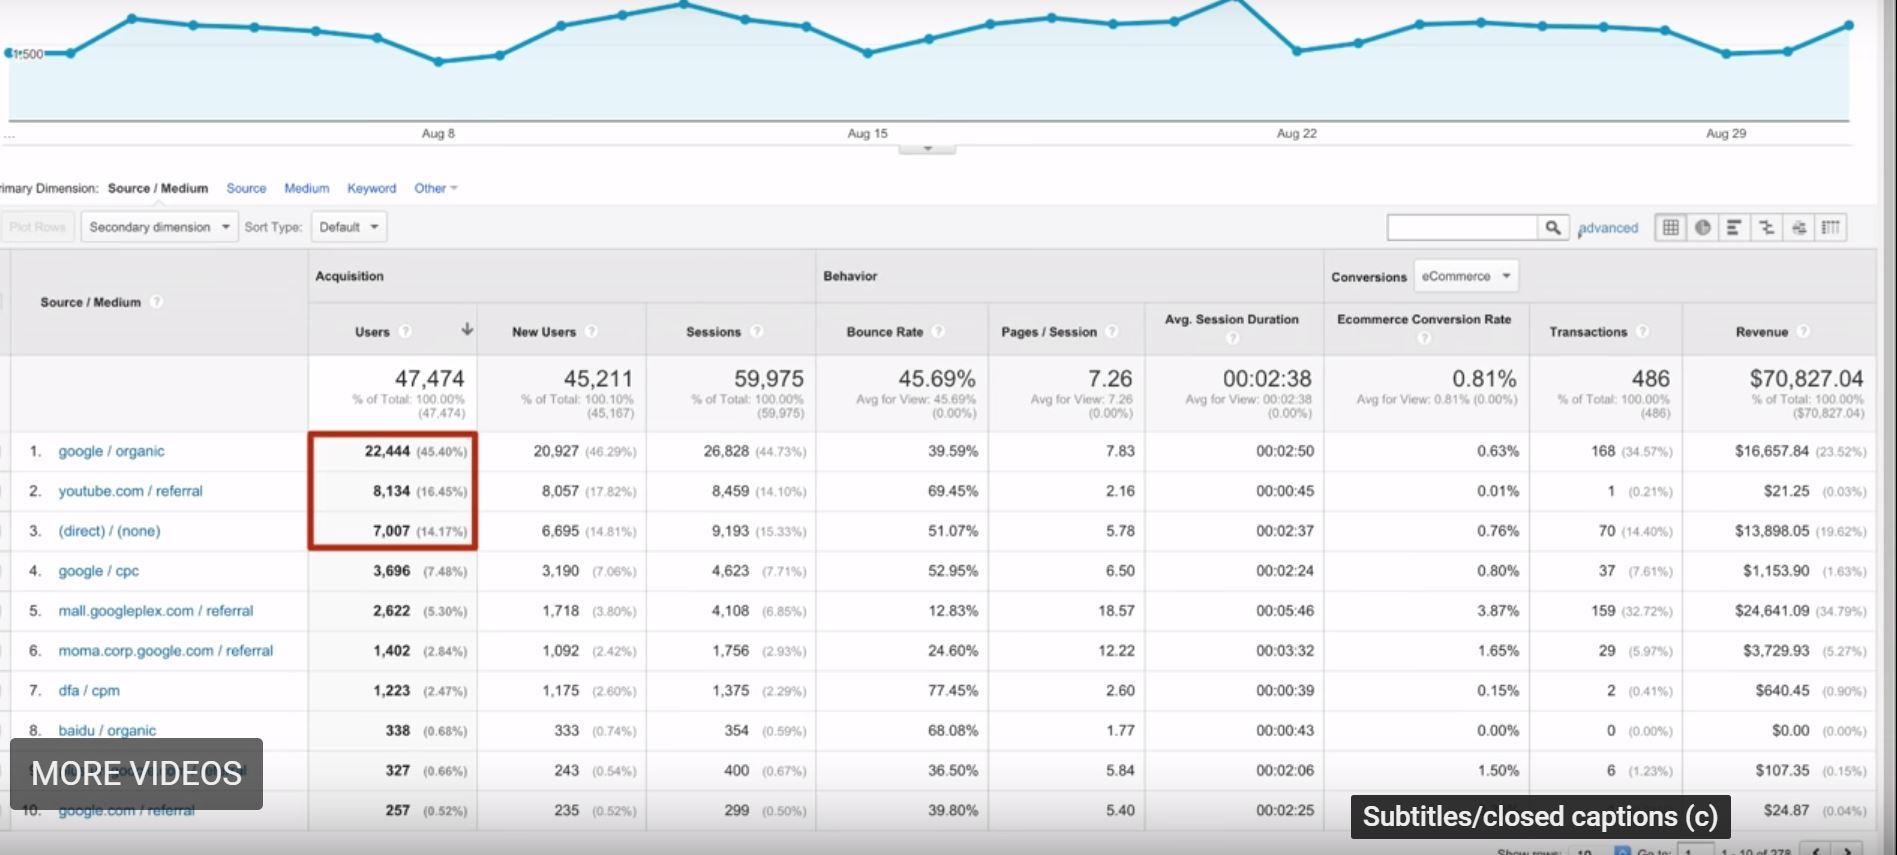 1,500
...
Aug 8 Aug 15 Aug 22 Aug 29
imary Dimension: Source / Medium Source Medium Keyword Other
Plot Rows Secondary dimension Sort Type: Default advanced
Source / Medium ? Acquisition Behavior Conversions eCommerce
Users ? New Users ? Sessions ? Bounce Rate ? Pages / Session ? Avg. Session Duration ? Ecommerce Conversion Rate ? Transactions ? Revenue ?
47,474 45,211 59,975 45.69% 7.26 00:02:38 0.81% 486 $70,827.04
% of Total: 100.00% % of Total: 100.10% % of Total: 100.00% Avg for View: 45.69% Avg for View: 7.26 Avg for View: 00:02:38 Avg for View: 0.81% (0.00%) % of Total: 100.00% % of Total: 100.00%
(47,474) (45,167) (59,975) (0.00%) (0.00%) (0.00%) (486) ($70,827.04)
1. google / organic 22,444 (45.40%) 20,927 (46.29%) 26,828 (44.73%) 39.59% 7.83 00:02:50 0.63% 168 (34.57%) $16,657.84 (23.52%)
2. youtube.com / referral 8,134 (16.45%) 8,057 (17.82%) 8,459 (14.10%) 69.45% 2.16 00:00:45 0.01% 1 (0.21%) $21.25 (0.03%)
3. (direct) / (none) 7,007 (14.17%) 6,695 (14.81%) 9,193 (15.33%) 51.07% 5.78 00:02:37 0.76% 70 (14.40%) $13,898.05 (19.62%)
4. google / cpc 3,696 (7.48%) 3,190 (7.06%) 4,623 (7.71%) 52.95% 6.50 00:02:24 0.80% 37 (7.61%) $1,153.90 (1.63%)
5. mall.googleplex.com / referral 2,622 (5.30%) 1,718 (3.80%) 4,108 (6.85%) 12.83% 18.57 00:05:46 3.87% 159 (32.72%) $24,641.09 (34.79%)
6. moma.corp.google.com / referral 1,402 (2.84%) 1,092 (2.42%) 1,756 (2.93%) 24.60% 12.22 00:03:32 1.65% 29 (5.97%) $3,729.93 (5.27%)
7. dfa / cpm 1,223 (2.47%) 1,175 (2.60%) 1,375 (2.29%) 77.45% 2.60 00:00:39 0.15% 2 (0.41%) $640.45 (0.90%)
8. baidu / organic 338 (0.68%) 333 (0.74%) 354 (0.59%) 68.08% 1.77 00:00:43 0.00% 0 (0.00%) $0.00 (0.00%)
MORE VIDEOS 327 (0.66%) 243 (0.54%) 400 (0.67%) 36.50% 5.84 00:02:06 1.50% 6 (1.23%) $107.35 (0.15%)
10. google.com / referral 257 (0.52%) 235 (0.52%) 299 (0.50%) 39.80% 5.40 00:02:25 $24.87 (0.04%)
Subtitles/closed captions (c)
Show rows: 10 Go to: 1 1 - 10 of 278